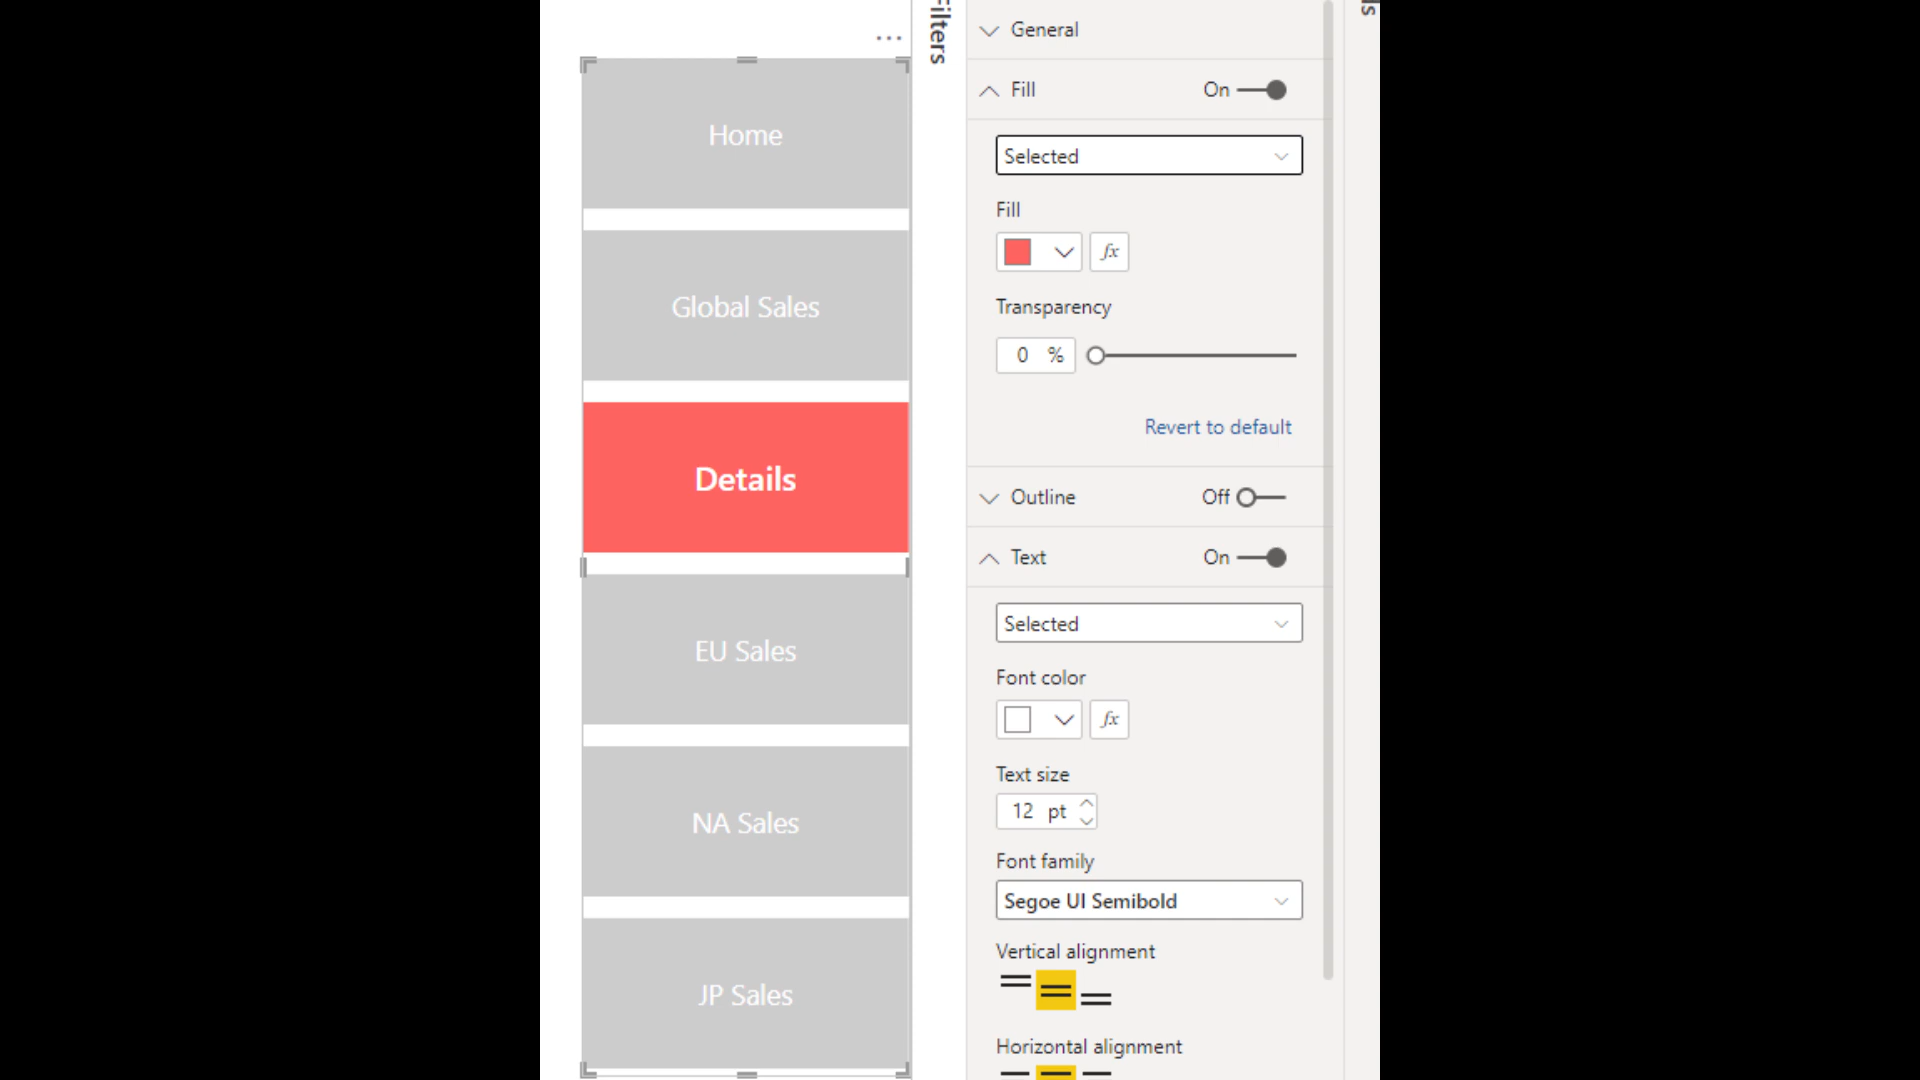 ...
Home
Global Sales
Details
EU Sales
NA Sales
JP Sales
General
Fill
On
Selected
Fill
fx
Transparency
0 %
Revert to default
Outline
Off
Text
On
Selected
Font color
fx
Text size
12 pt
Font family
Segoe UI Semibold
Vertical alignment
Horizontal alignment